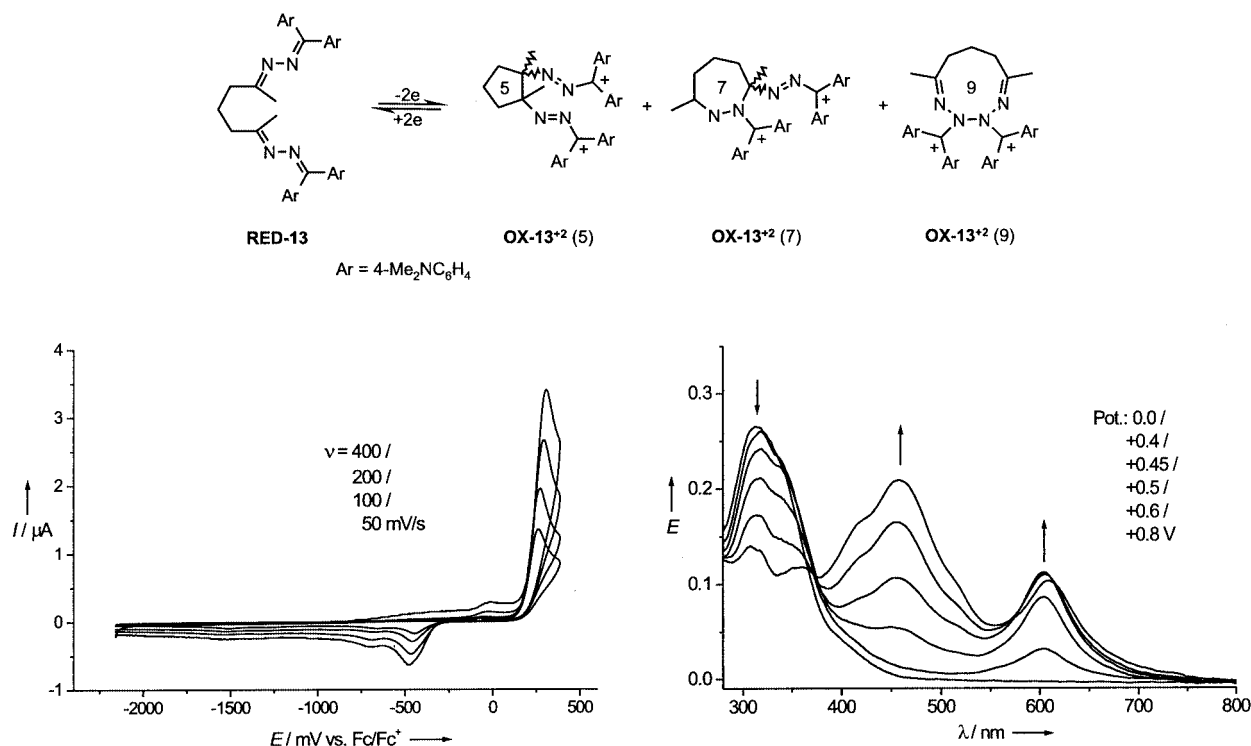 Ar
Ar
N
N
N
N
Ar
Ar
-2e
+2e
5
N
N
Ar
+
Ar
N=N
Ar
+
Ar
+
7
N
N
Ar
+
Ar
N
N
Ar
+
Ar
+
9
N
N
N
N
Ar
Ar
+
+
Ar
Ar
RED-13
OX-13+2 (5)
OX-13+2 (7)
OX-13+2 (9)
Ar = 4-Me2NC6H4
4
3
2
1
0
-1
I / µA
ν = 400 /
200 /
100 /
50 mV/s
-2000 -1500 -1000 -500 0 500
E / mV vs. Fc/Fc+
0.3
0.2
0.1
0.0
E
Pot.: 0.0 /
+0.4 /
+0.45 /
+0.5 /
+0.6 /
+0.8 V
300 400 500 600 700 800
λ / nm